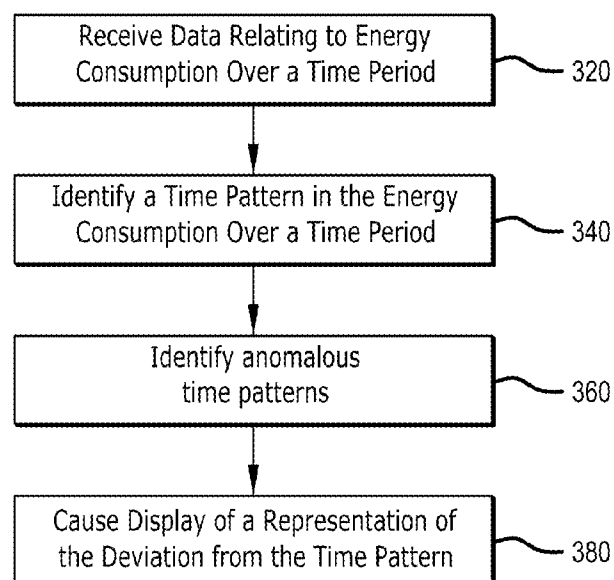 Receive Data Relating to Energy
Consumption Over a Time Period
320
Identify a Time Pattern in the Energy
Consumption Over a Time Period
340
Identify anomalous
time patterns
360
Cause Display of a Representation of
the Deviation from the Time Pattern
380